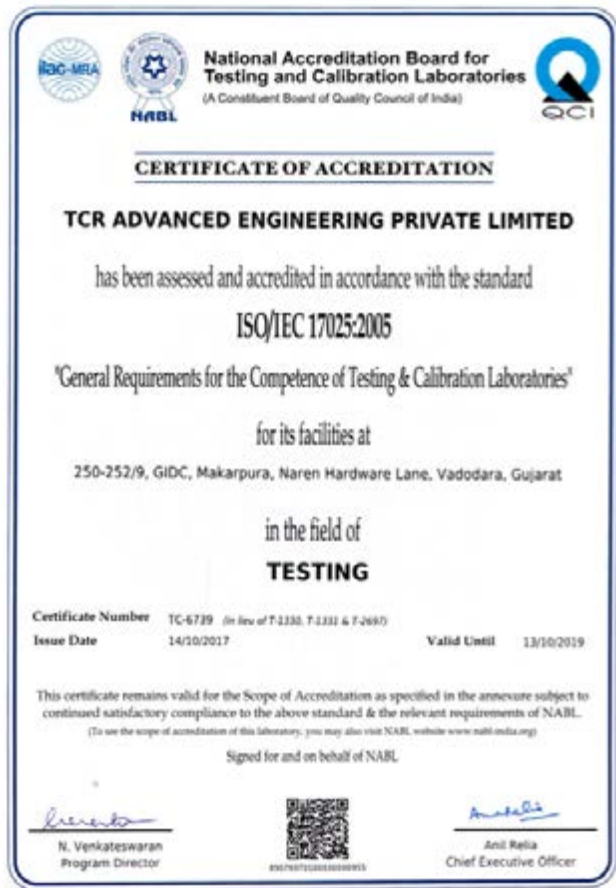 ilac-MRA
NABL
National Accreditation Board for
Testing and Calibration Laboratories
(A Constituent Board of Quality Council of India)
QCI
CERTIFICATE OF ACCREDITATION
TCR ADVANCED ENGINEERING PRIVATE LIMITED
has been assessed and accredited in accordance with the standard
ISO/IEC 17025:2005
"General Requirements for the Competence of Testing & Calibration Laboratories"
for its facilities at
250-252/9, GIDC, Makarpura, Naren Hardware Lane, Vadodara, Gujarat
in the field of
TESTING
Certificate Number TC-6739 (in lieu of T-1330, T-1331 & T-2697)
Issue Date 14/10/2017 Valid Until 13/10/2019
This certificate remains valid for the Scope of Accreditation as specified in the annexure subject to
continued satisfactory compliance to the above standard & the relevant requirements of NABL.
(To see the scope of accreditation of this laboratory, you may also visit NABL website www.nabl-india.org)
Signed for and on behalf of NABL
N. Venkateswaran
Program Director
Anil Relia
Chief Executive Officer